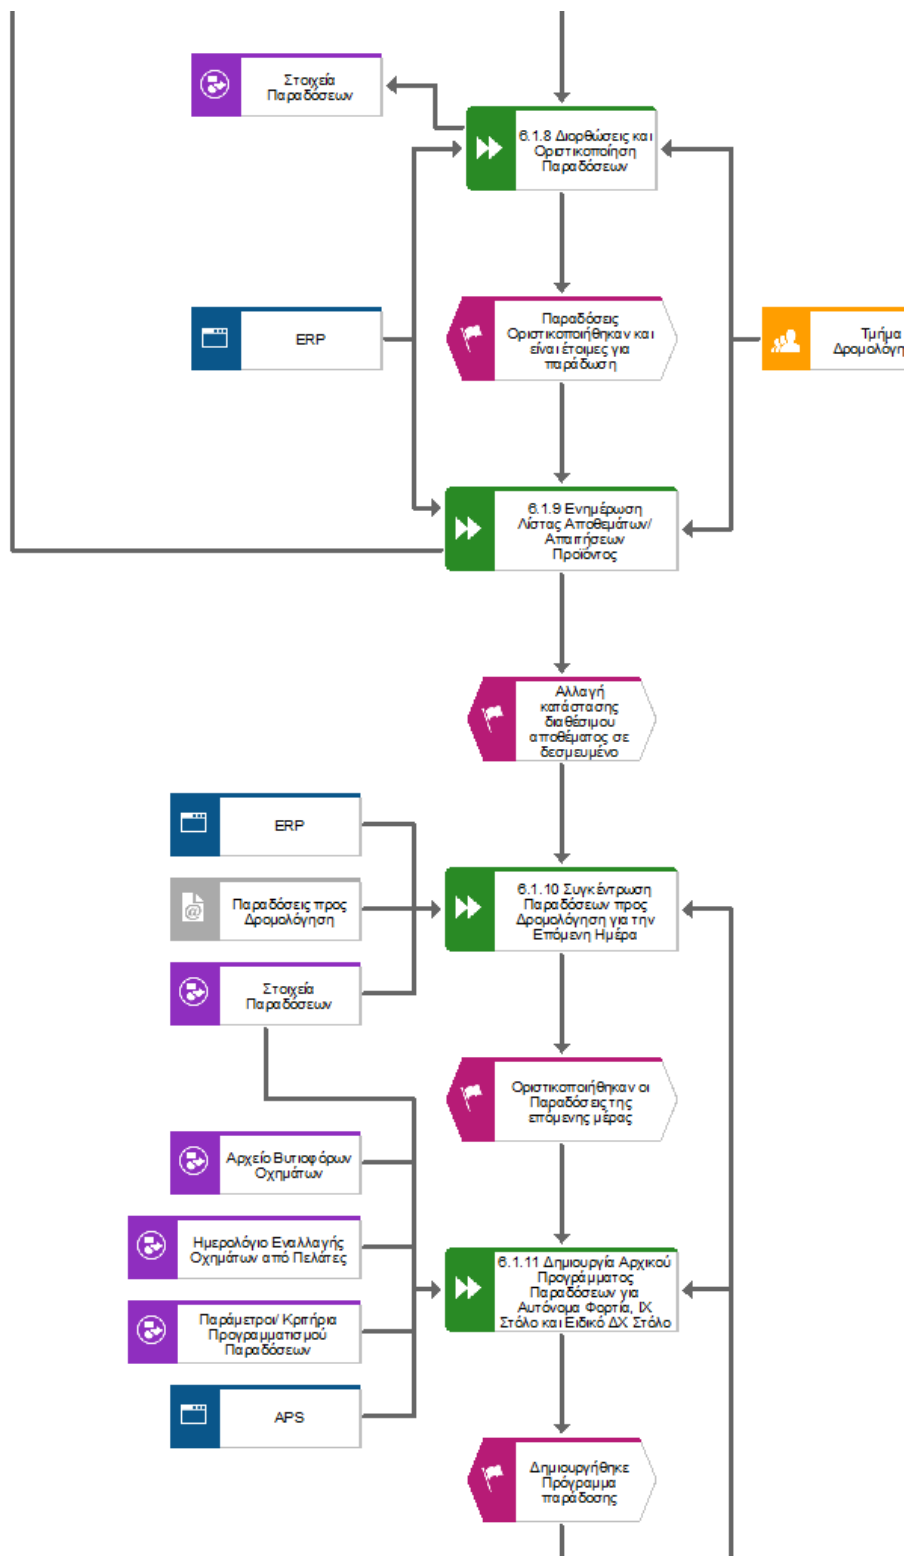 Στοιχεία
Παραδόσεων
6.1.8 Διορθώσεις και
Οριστικοποίηση
Παραδόσεων
ERP
Παραδόσεις
Οριστικοποιήθηκαν και
είναι έτοιμες για
παράδωση
Τμήμα
Δρομολόγη
6.1.9 Ενημέρωση
Λίστας Αποθεμάτων/
Απαιτήσεων
Προϊόντος
Αλλαγή
κατάστασης
διαθέσιμου
αποθέματος σε
δεσμευμένο
ERP
Παραδόσεις προς
Δρομολόγηση
Στοιχεία
Παραδόσεων
6.1.10 Συγκέντρωση
Παραδόσεων προς
Δρομολόγηση για την
Επόμενη Ημέρα
Οριστικοποιήθηκαν οι
Παραδόσεις της
επόμενης μέρας
Αρχείο Βυτιοφόρων
Οχημάτων
Ημερολόγιο Εναλλαγής
Οχημάτων από Πελάτες
Παράμετροι/ Κριτήρια
Προγραμματισμού
Παραδόσεων
APS
6.1.11 Δημιουργία Αρχικού
Προγράμματος
Παραδόσεων για
Αυτόνομα Φορτία, ΙΧ
Στόλο και Ειδικό ΔΧ Στόλο
Δημιουργήθηκε
Πρόγραμμα
παράδοσης